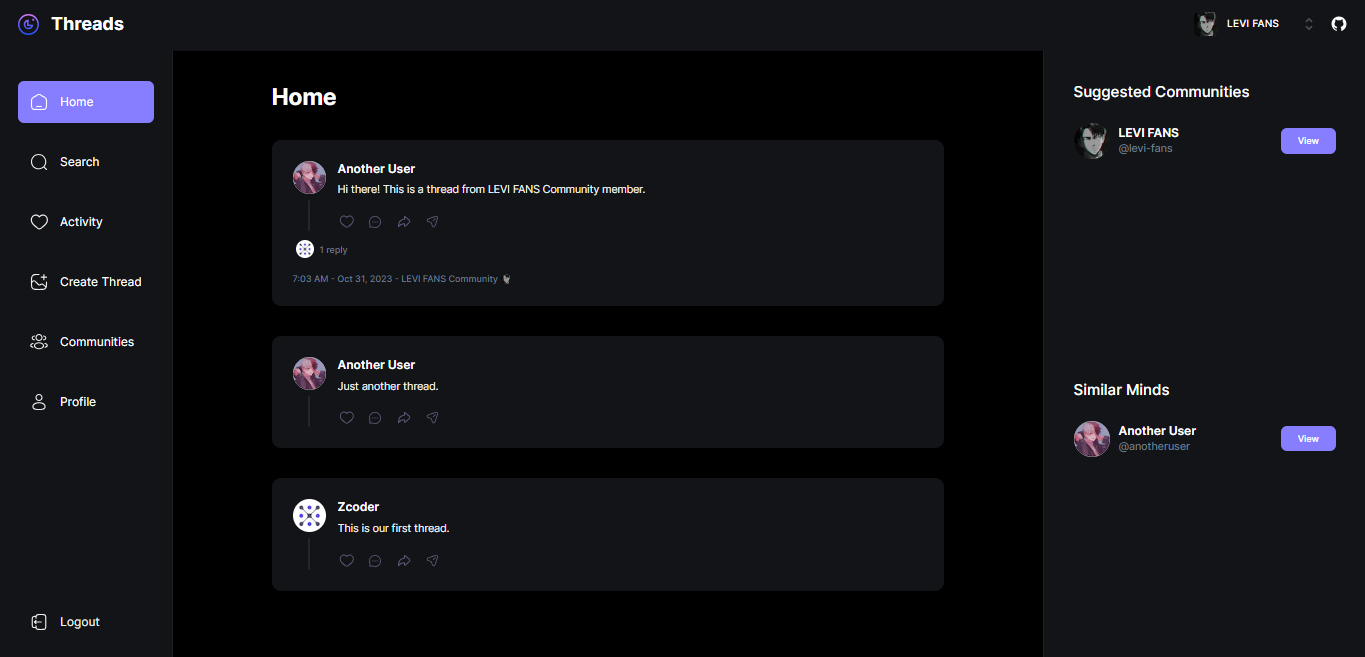 Threads
LEVI FANS
Home
Search
Activity
Create Thread
Communities
Profile
Logout
Home
Another User
Hi there! This is a thread from LEVI FANS Community member.
1 reply
7:03 AM - Oct 31, 2023 - LEVI FANS Community
Another User
Just another thread.
Zcoder
This is our first thread.
Suggested Communities
LEVI FANS
@levi-fans
View
Similar Minds
Another User
@anotheruser
View